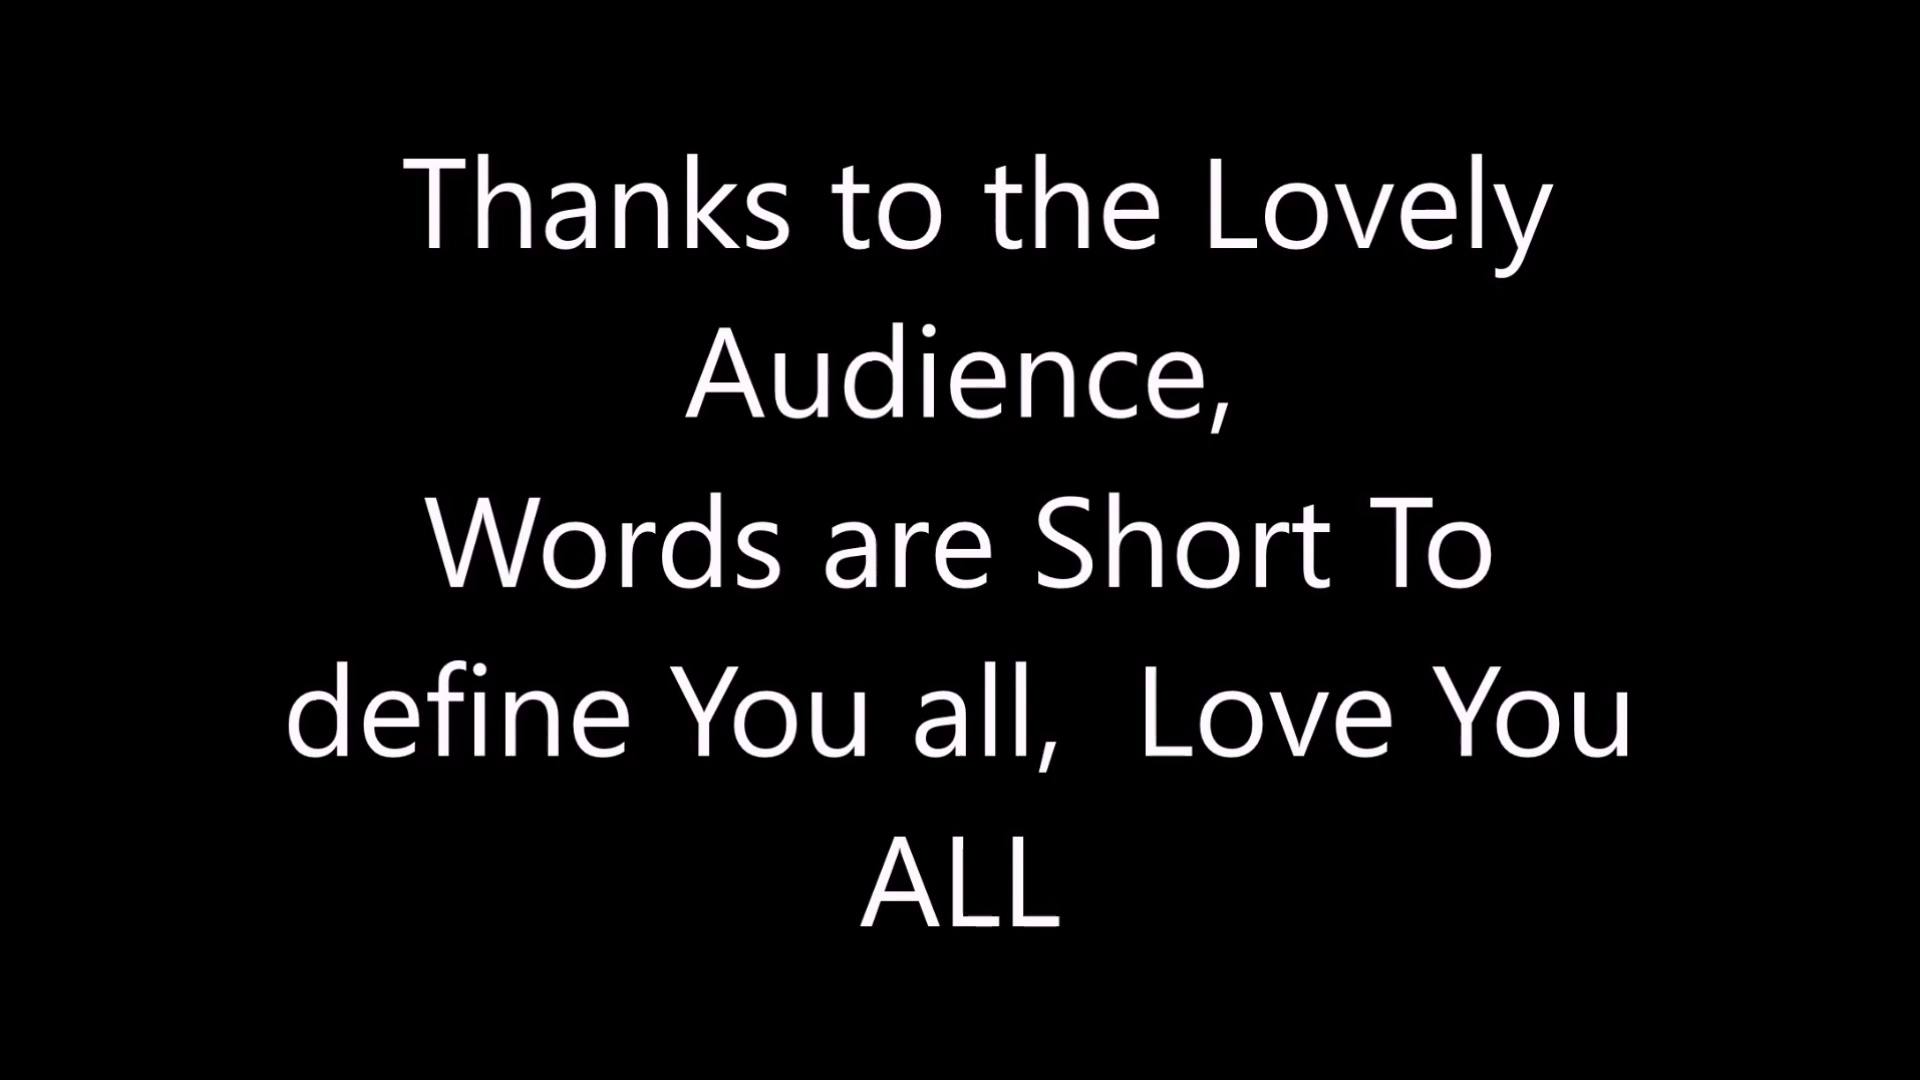 Thanks to the Lovely
Audience,
Words are Short To
define You all,  Love You
ALL